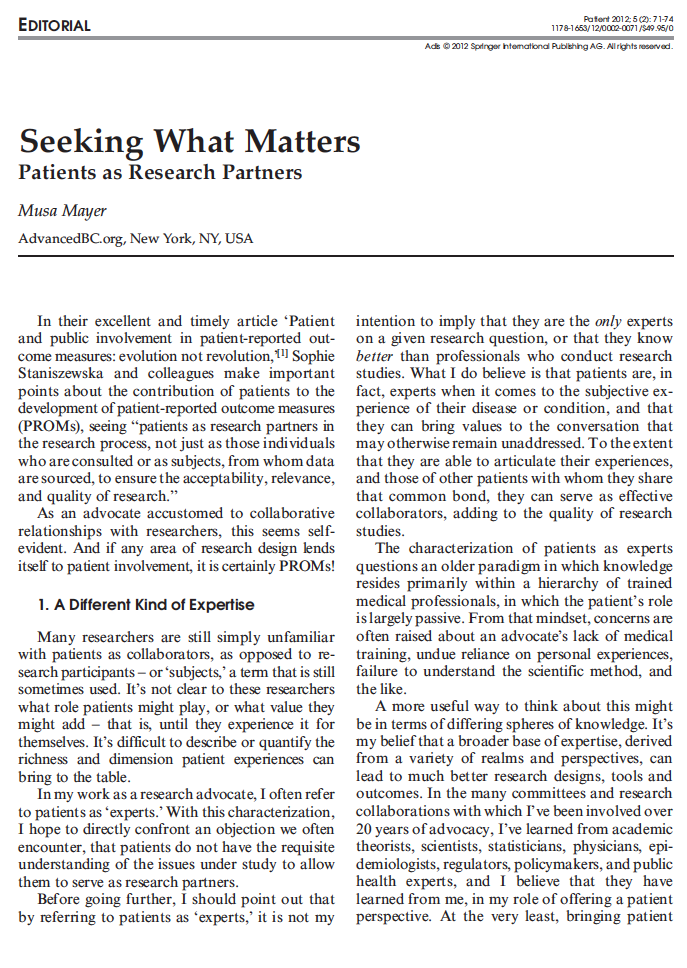 EDITORIAL
Patient 2012; 5 (2): 71-74
1178-1653/12/0002-0071/$49.95/0
Adis © 2012 Springer International Publishing AG. All rights reserved.
Seeking What Matters
Patients as Research Partners
Musa Mayer
AdvancedBC.org, New York, NY, USA
In their excellent and timely article ‘Patient
and public involvement in patient-reported out-
come measures: evolution not revolution,’[1] Sophie
Staniszewska and colleagues make important
points about the contribution of patients to the
development of patient-reported outcome measures
(PROMs), seeing “patients as research partners in
the research process, not just as those individuals
who are consulted or as subjects, from whom data
are sourced, to ensure the acceptability, relevance,
and quality of research.”
As an advocate accustomed to collaborative
relationships with researchers, this seems self-
evident. And if any area of research design lends
itself to patient involvement, it is certainly PROMs!
1. A Different Kind of Expertise
Many researchers are still simply unfamiliar
with patients as collaborators, as opposed to re-
search participants – or ‘subjects,’ a term that is still
sometimes used. It’s not clear to these researchers
what role patients might play, or what value they
might add – that is, until they experience it for
themselves. It’s difficult to describe or quantify the
richness and dimension patient experiences can
bring to the table.
In my work as a research advocate, I often refer
to patients as ‘experts.’ With this characterization,
I hope to directly confront an objection we often
encounter, that patients do not have the requisite
understanding of the issues under study to allow
them to serve as research partners.
Before going further, I should point out that
by referring to patients as ‘experts,’ it is not my
intention to imply that they are the only experts
on a given research question, or that they know
better than professionals who conduct research
studies. What I do believe is that patients are, in
fact, experts when it comes to the subjective ex-
perience of their disease or condition, and that
they can bring values to the conversation that
may otherwise remain unaddressed. To the extent
that they are able to articulate their experiences,
and those of other patients with whom they share
that common bond, they can serve as effective
collaborators, adding to the quality of research
studies.
The characterization of patients as experts
questions an older paradigm in which knowledge
resides primarily within a hierarchy of trained
medical professionals, in which the patient’s role
is largely passive. From that mindset, concerns are
often raised about an advocate’s lack of medical
training, undue reliance on personal experiences,
failure to understand the scientific method, and
the like.
A more useful way to think about this might
be in terms of differing spheres of knowledge. It’s
my belief that a broader base of expertise, derived
from a variety of realms and perspectives, can
lead to much better research designs, tools and
outcomes. In the many committees and research
collaborations with which I’ve been involved over
20 years of advocacy, I’ve learned from academic
theorists, scientists, statisticians, physicians, epi-
demiologists, regulators, policymakers, and public
health experts, and I believe that they have
learned from me, in my role of offering a patient
perspective. At the very least, bringing patient